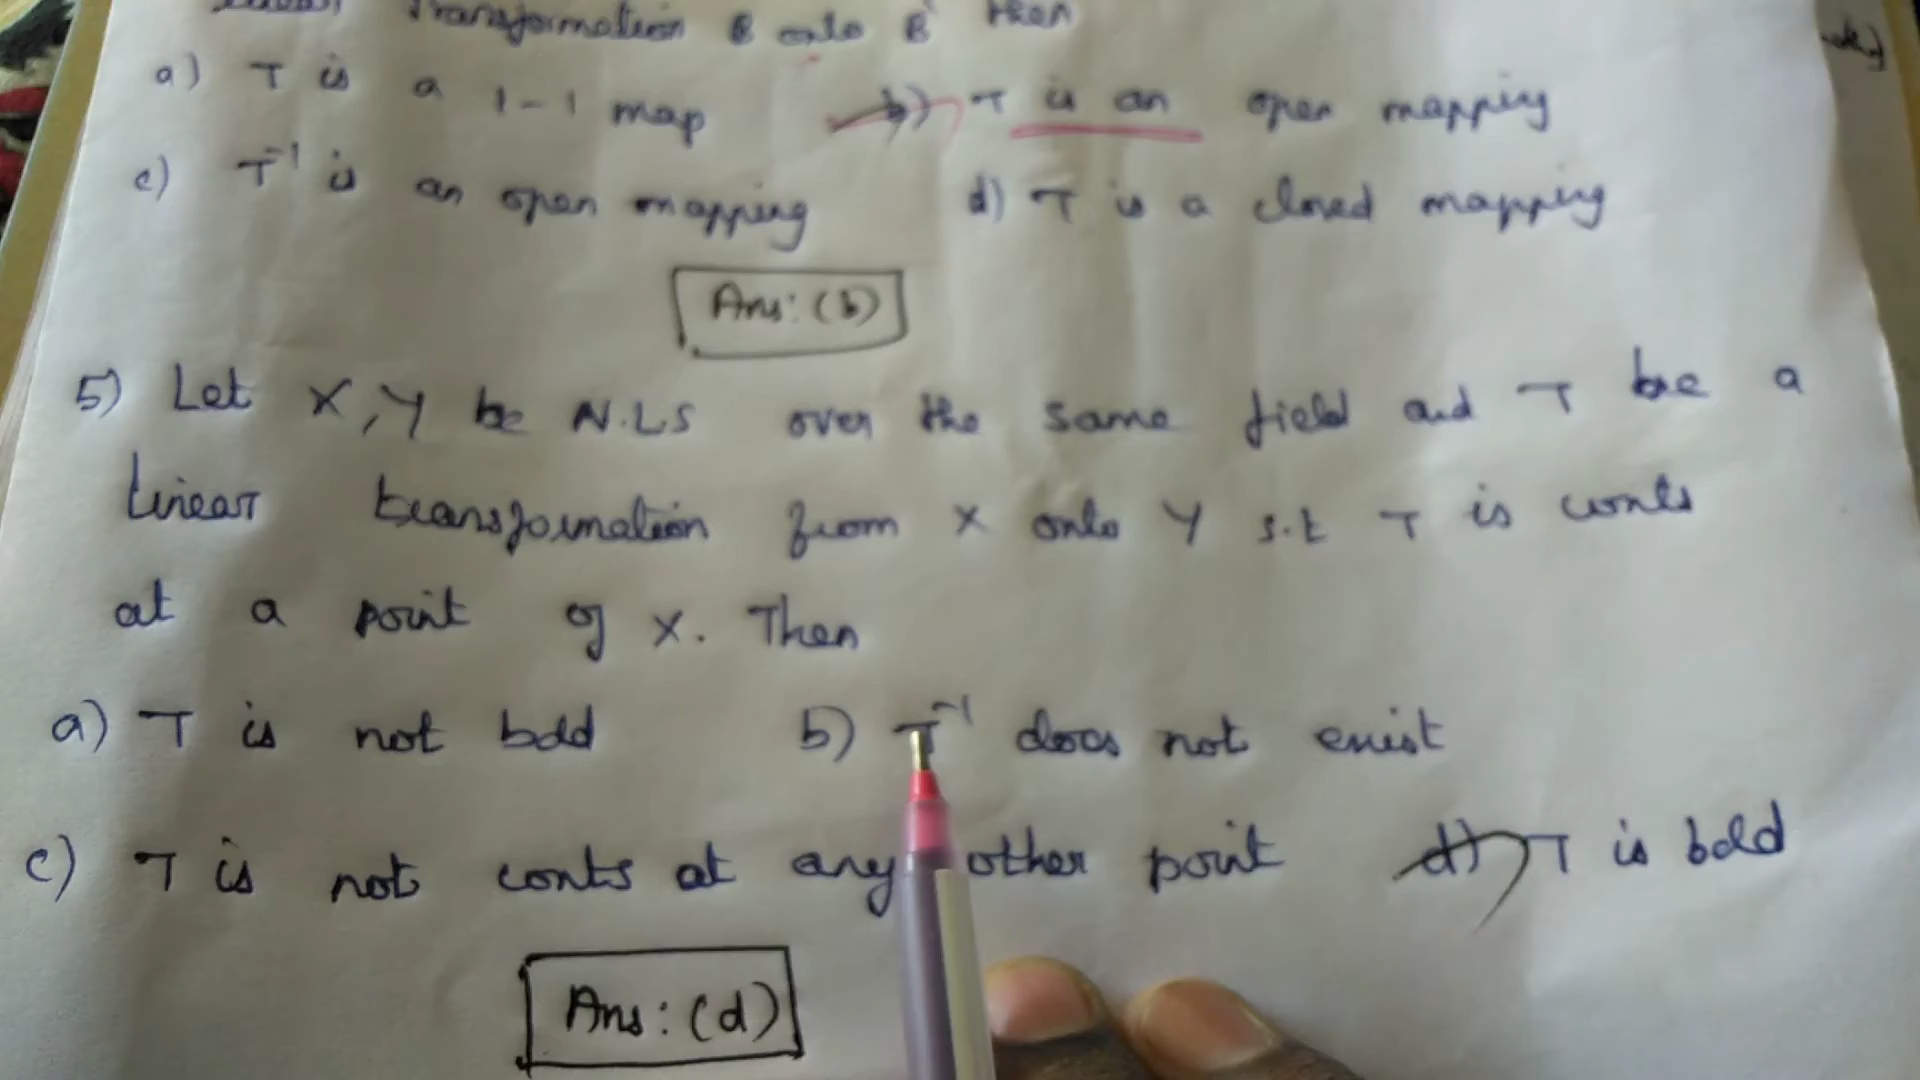 Linear Transformation B onto B' then
a) T is a 1-1 map b) T is an open mapping
c) T⁻¹ is an open mapping d) T is a closed mapping
Ans: (b)
5) Let X, Y be N.L.S over the same field and T be a
linear transformation from X onto Y s.t T is conts
at a point of X. Then
a) T is not bdd b) T⁻¹ does not exist
c) T is not conts at any other point d) T is bdd
Ans: (d)